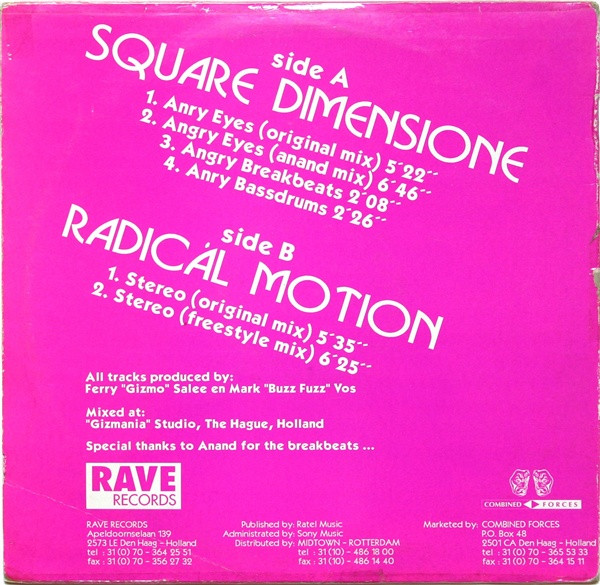 side A
SQUARE DIMENSIONE
1. Anry Eyes (original mix) 5´22´´
2. Angry Eyes (anand mix) 6´46´´
3. Angry Breakbeats 2´08´´
4. Anry Bassdrums 2´26´´
side B
RADICÁL MOTION
1. Stereo (original mix) 5´35´´
2. Stereo (freestyle mix) 6´25´´
All tracks produced by:
Ferry "Gizmo" Salee en Mark "Buzz Fuzz" Vos
Mixed at:
"Gizmania" Studio, The Hague, Holland
Special thanks to Anand for the breakbeats ...
RAVE
RECORDS
COMBINED FORCES
RAVE RECORDS
Apeldoornselaan 139
2573 LE Den Haag - Holland
tel : 31 (0) 70 - 364 25 51
fax : 31 (0) 70 - 356 27 32
Published by: Ratel Music
Administrated by: Sony Music
Distributed by: MIDTOWN - ROTTERDAM
tel : 31 (10) - 486 18 00
fax : 31 (10) - 486 14 40
Marketed by: COMBINED FORCES
P.O. Box 48
2501 CA Den Haag - Holland
tel : 31 (0) 70 - 365 55 33
fax : 31 (0) 70 - 364 15 11